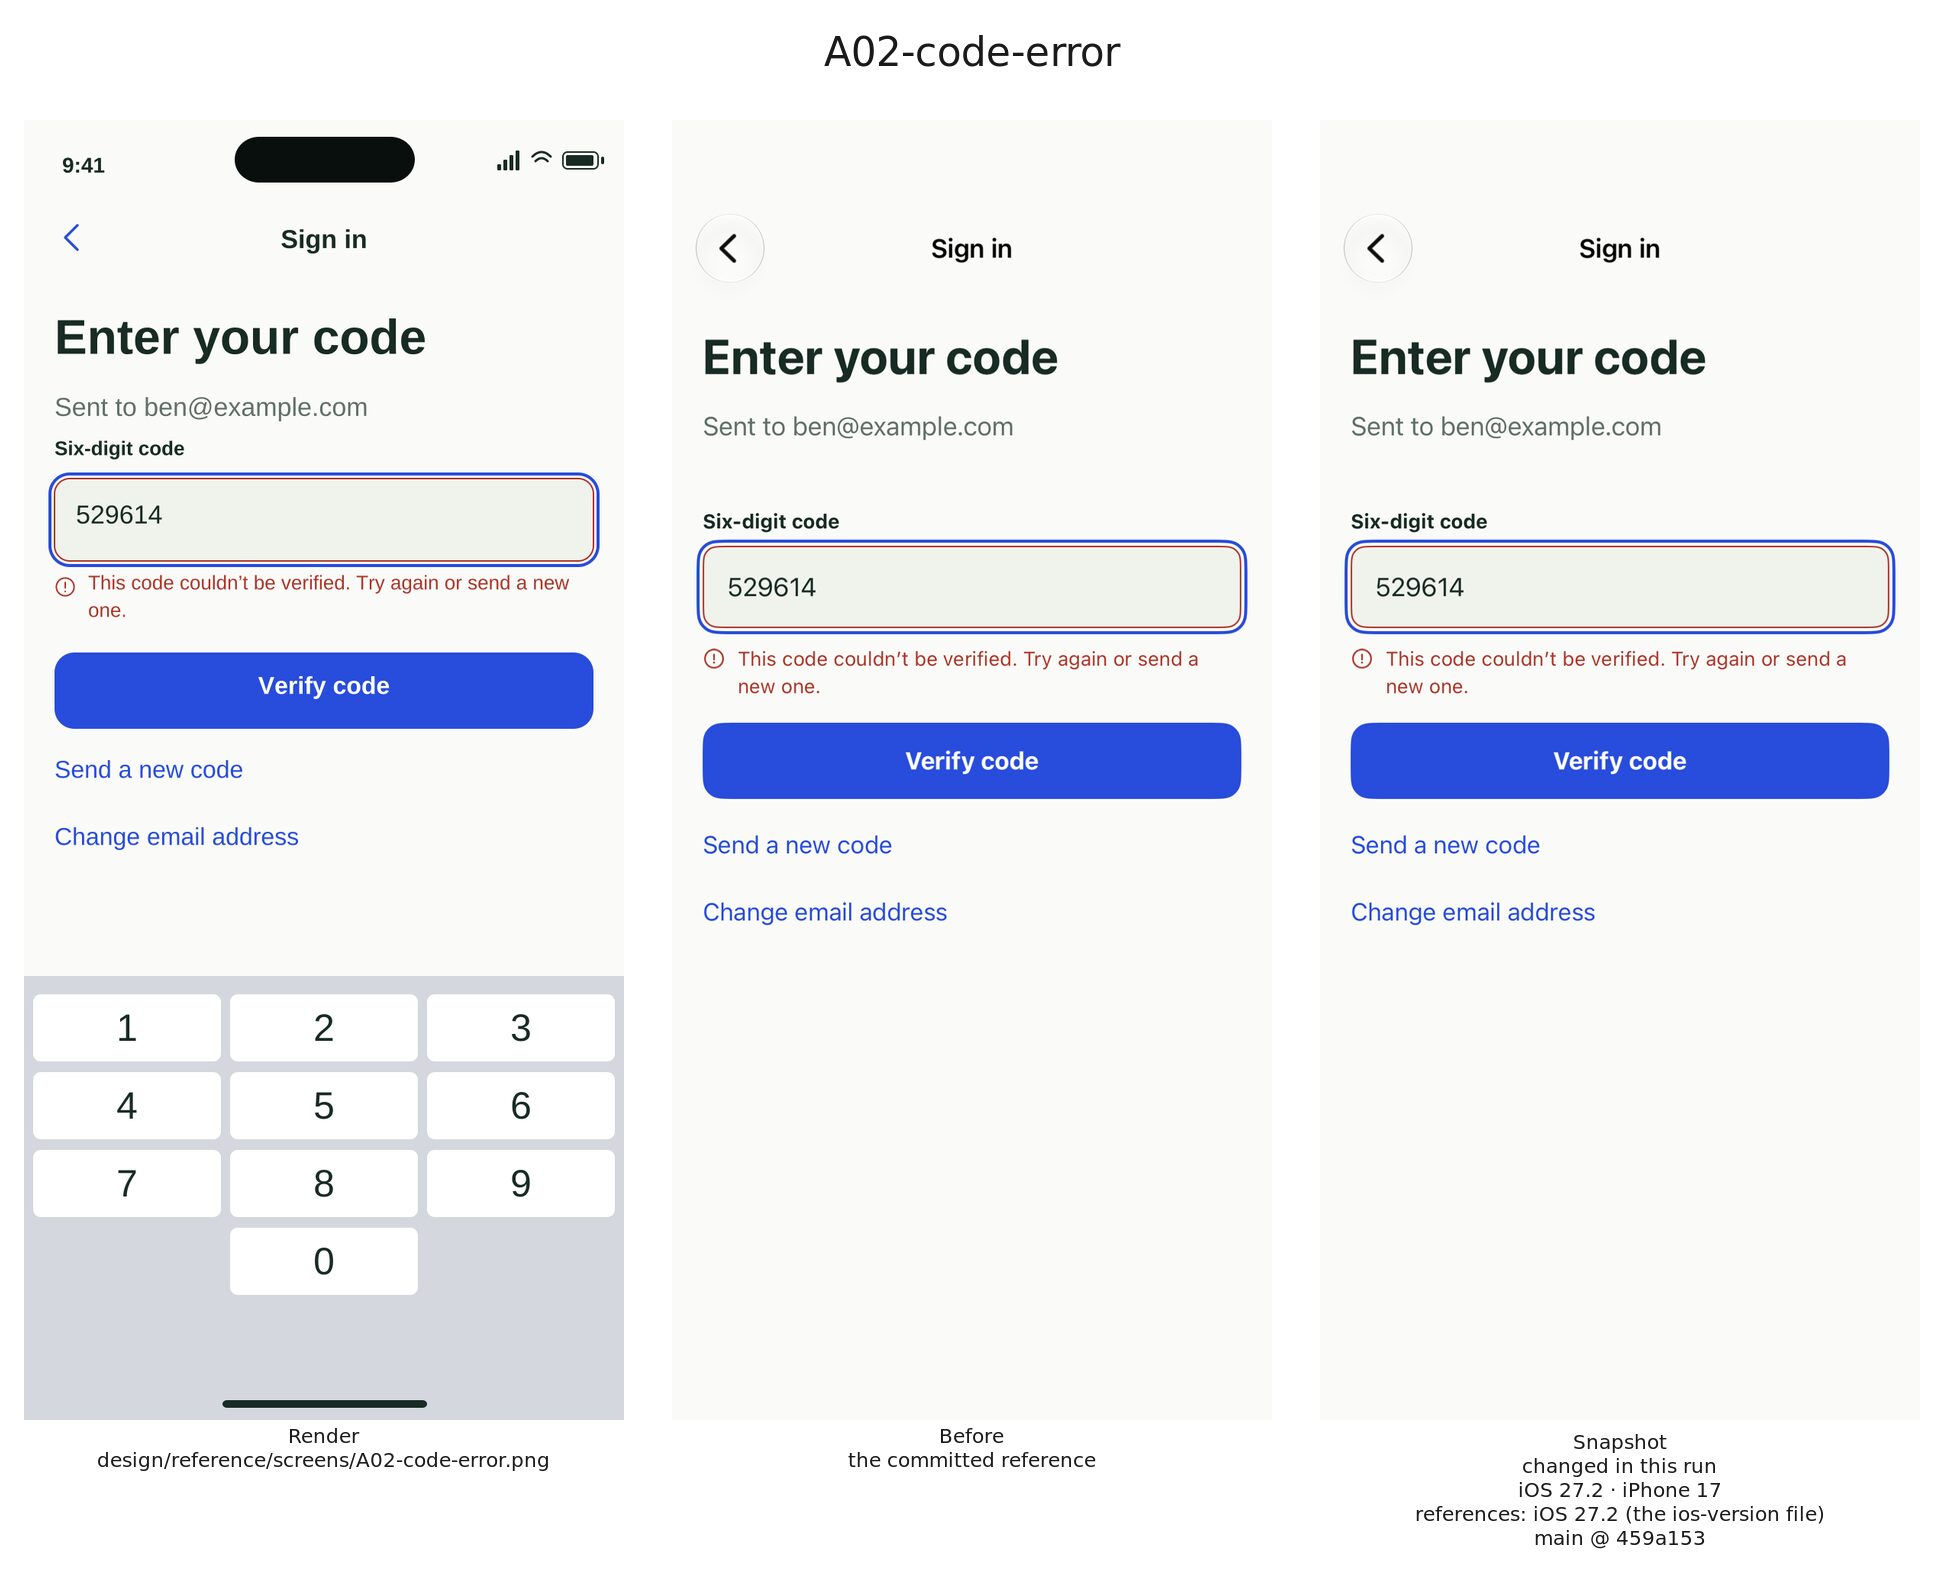 A02-code-error
9:41
Sign in
Enter your code
Sent to ben@example.com
Six-digit code
529614
This code couldn’t be verified. Try again or send a new
one.
Verify code
Send a new code
Change email address
1
2
3
4
5
6
7
8
9
0
Render
design/reference/screens/A02-code-error.png
Sign in
Enter your code
Sent to ben@example.com
Six-digit code
529614
This code couldn’t be verified. Try again or send a
new one.
Verify code
Send a new code
Change email address
Before
the committed reference
Sign in
Enter your code
Sent to ben@example.com
Six-digit code
529614
This code couldn’t be verified. Try again or send a
new one.
Verify code
Send a new code
Change email address
Snapshot
changed in this run
iOS 27.2 · iPhone 17
references: iOS 27.2 (the ios-version file)
main @ 459a153